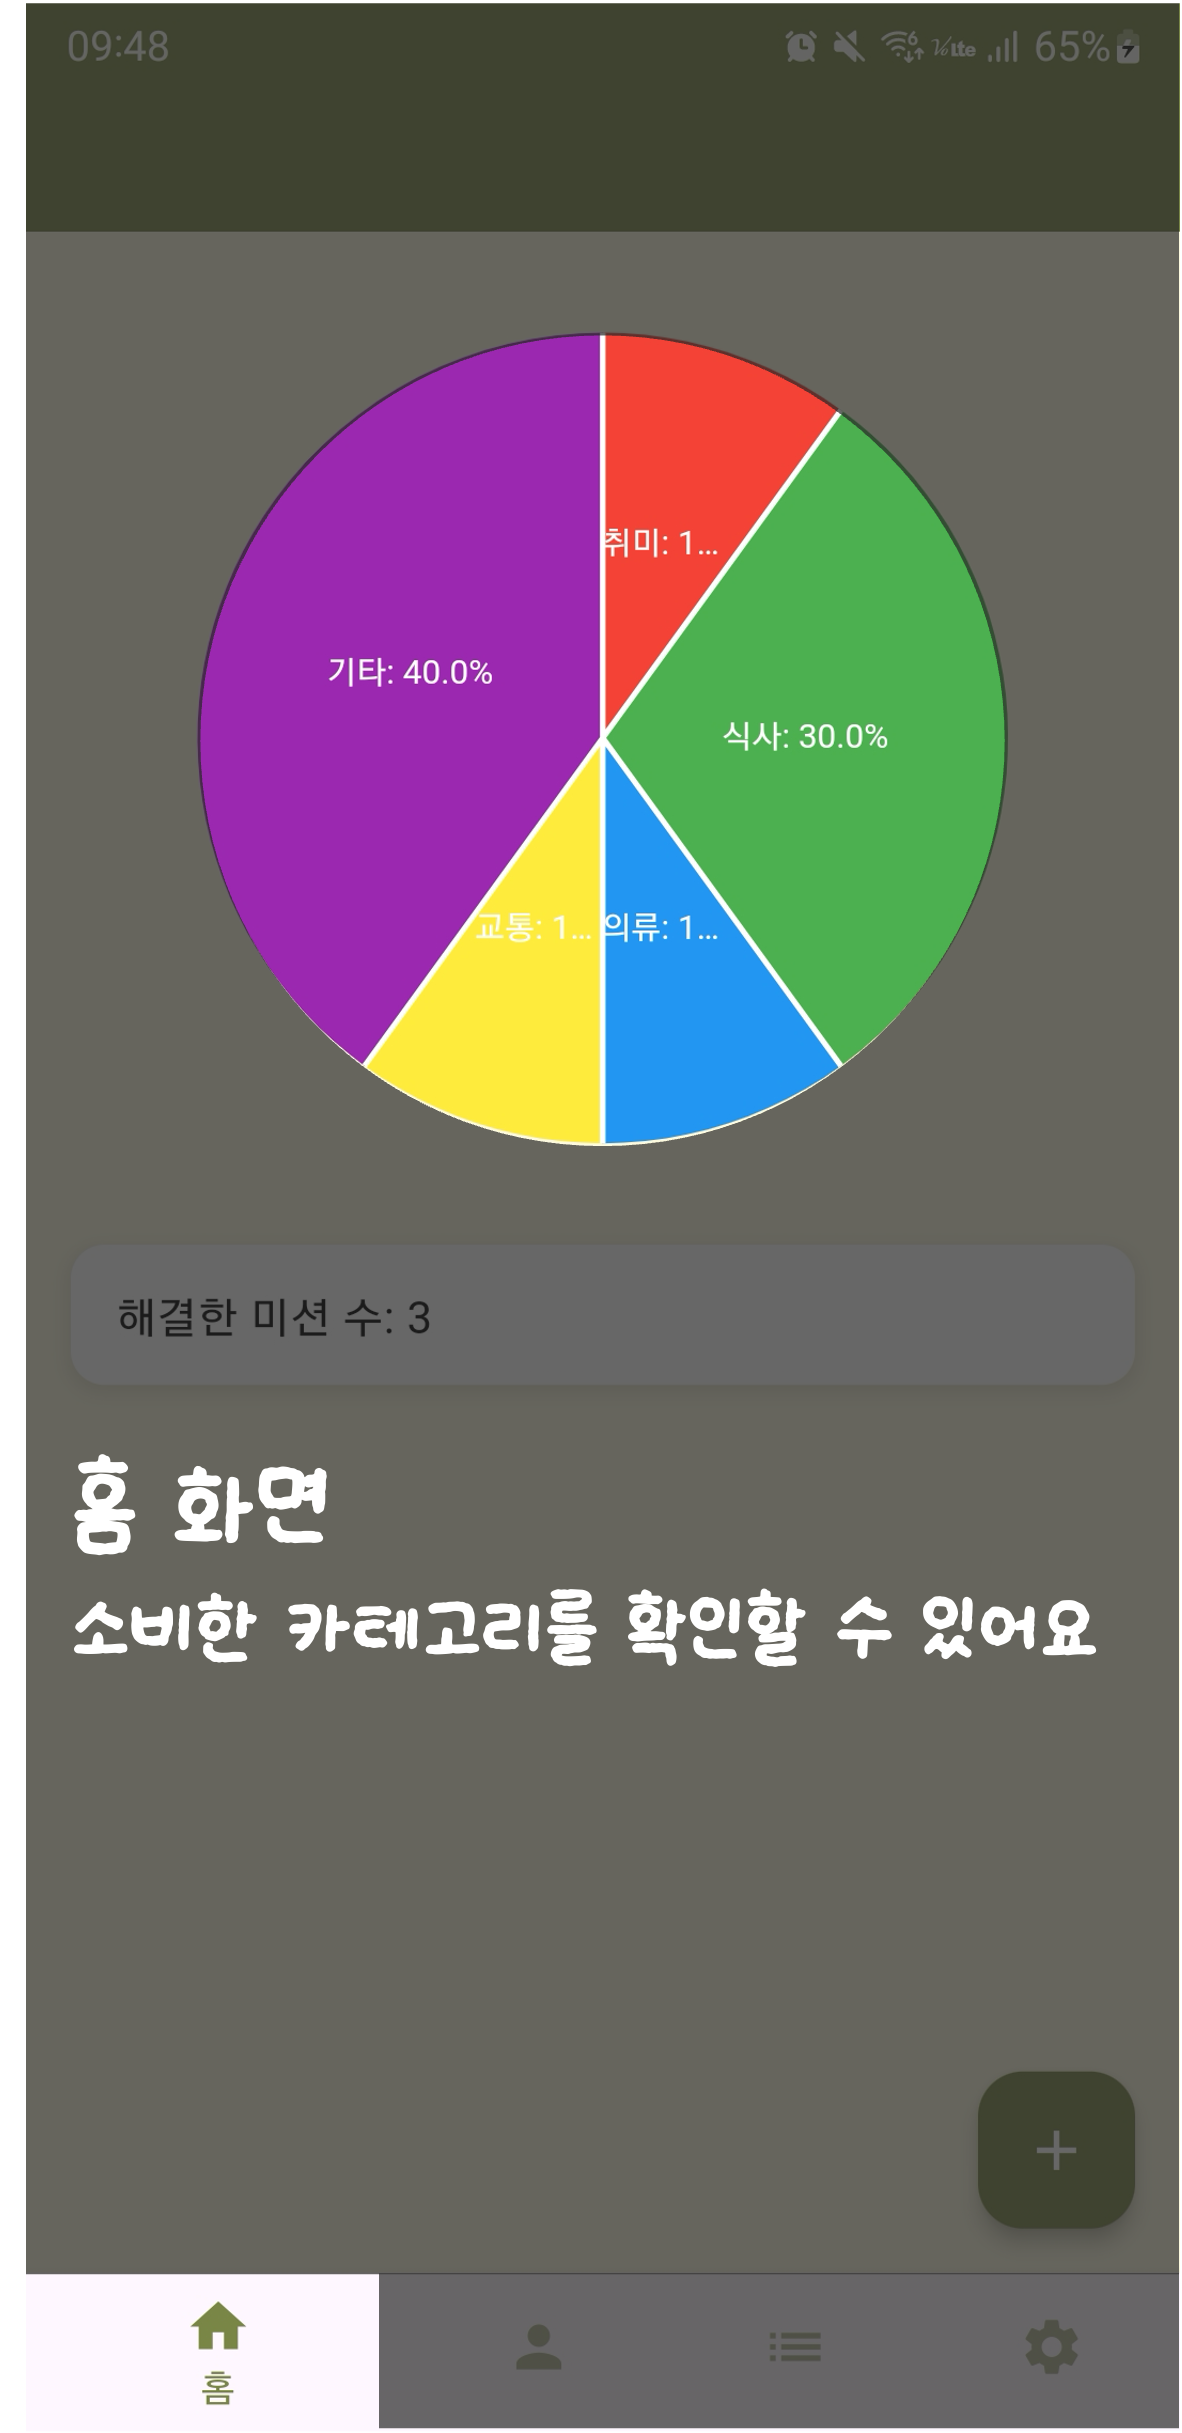 09:48 6 VoLte 65%
취미: 1...
기타: 40.0%
식사: 30.0%
교통: 1... 의류: 1...
해결한 미션 수: 3
홈 화면
소비한 카테고리를 확인할 수 있어요
+
홈